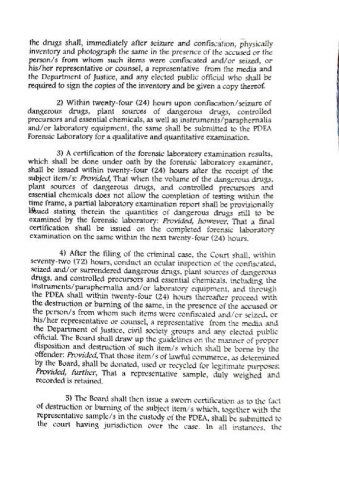 the drugs shall, immediately after seizure and confiscation, physically
inventory and photograph the same in the presence of the accused or the
person/s from whom such items were confiscated and/or seized, or
his/her representative or counsel, a representative from the media and
the Department of Justice, and any elected public official who shall be
required to sign the copies of the inventory and be given a copy thereof.
2) Within twenty-four (24) hours upon confiscation/seizure of
dangerous drugs, plant sources of dangerous drugs, controlled
precursors and essential chemicals, as well as instruments/paraphernalia
and/or laboratory equipment, the same shall be submitted to the PDEA
Forensic Laboratory for a qualitative and quantitative examination.
3) A certification of the forensic laboratory examination results,
which shall be done under oath by the forensic laboratory examiner,
shall be issued within twenty-four (24) hours after the receipt of the
subject item/s: Provided, That when the volume of the dangerous drugs,
plant sources of dangerous drugs, and controlled precursors and
essential chemicals does not allow the completion of testing within the
time frame, a partial laboratory examination report shall be provisionally
issued stating therein the quantities of dangerous drugs still to be
examined by the forensic laboratory: Provided, however, That a final
certification shall be issued on the completed forensic laboratory
examination on the same within the next twenty-four (24) hours.
4) After the filing of the criminal case, the Court shall, within
seventy-two (72) hours, conduct an ocular inspection of the confiscated,
seized and/or surrendered dangerous drugs, plant sources of dangerous
drugs, and controlled precursors and essential chemicals, including the
instruments/paraphernalia and/or laboratory equipment, and through
the PDEA shall within twenty-four (24) hours thereafter proceed with
the destruction or burning of the same, in the presence of the accused or
the person/s from whom such items were confiscated and/or seized, or
his/her representative or counsel, a representative from the media and
the Department of Justice, civil society groups and any elected public
official. The Board shall draw up the guidelines on the manner of proper
disposition and destruction of such item/s which shall be borne by the
offender: Provided, That those item/s of lawful commerce, as determined
by the Board, shall be donated, used or recycled for legitimate purposes:
Provided, further, That a representative sample, duly weighed and
recorded is retained.
5) The Board shall then issue a sworn certification as to the fact
of destruction or burning of the subject item/s which, together with the
representative sample/s in the custody of the PDEA, shall be submitted to
the court having jurisdiction over the case. In all instances, the